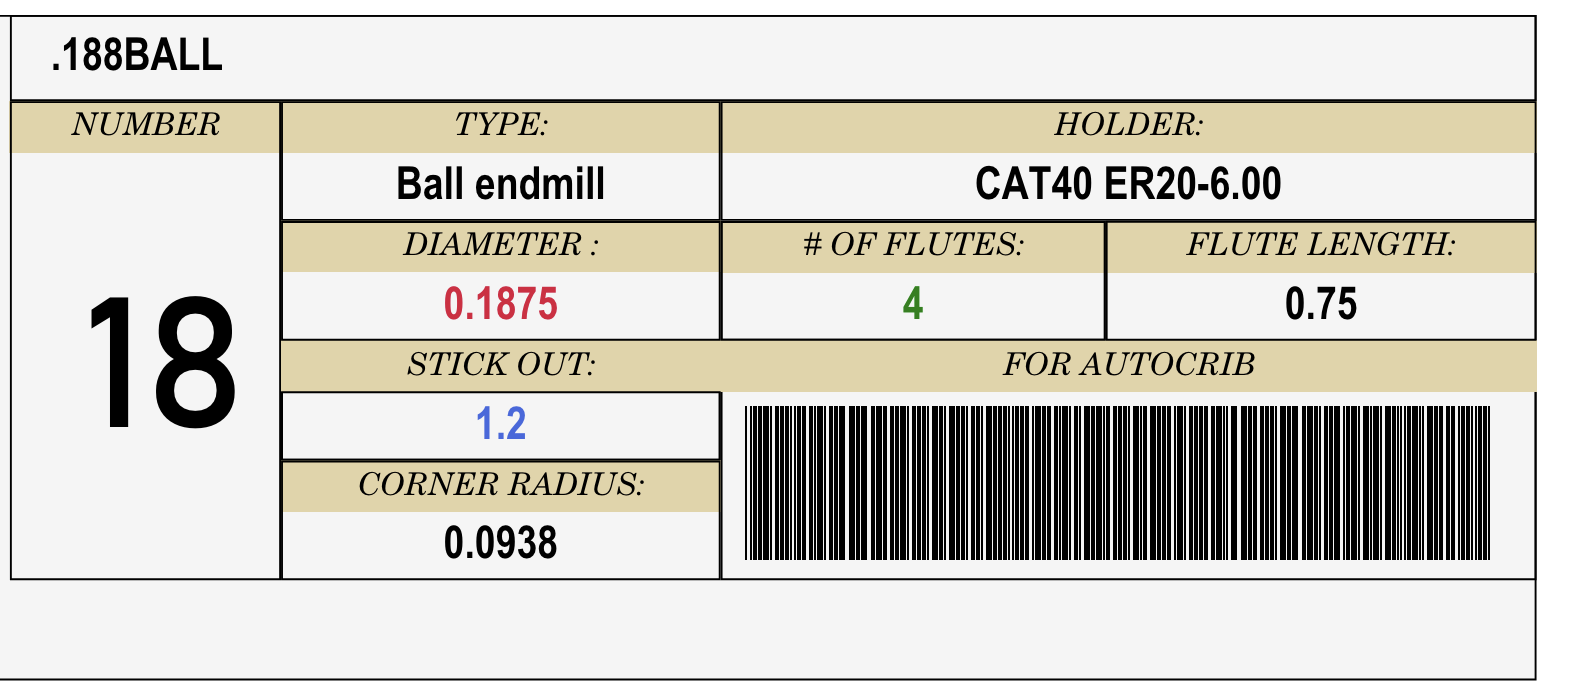 .188BALL
NUMBER
TYPE:
HOLDER:
Ball endmill
CAT40 ER20-6.00
DIAMETER :
# OF FLUTES:
FLUTE LENGTH:
18
0.1875
4
0.75
STICK OUT:
FOR AUTOCRIB
1.2
CORNER RADIUS:
0.0938